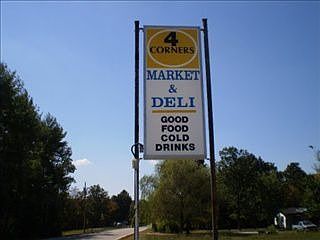 4
CORNERS
MARKET
&
DELI
GOOD
FOOD
COLD
DRINKS